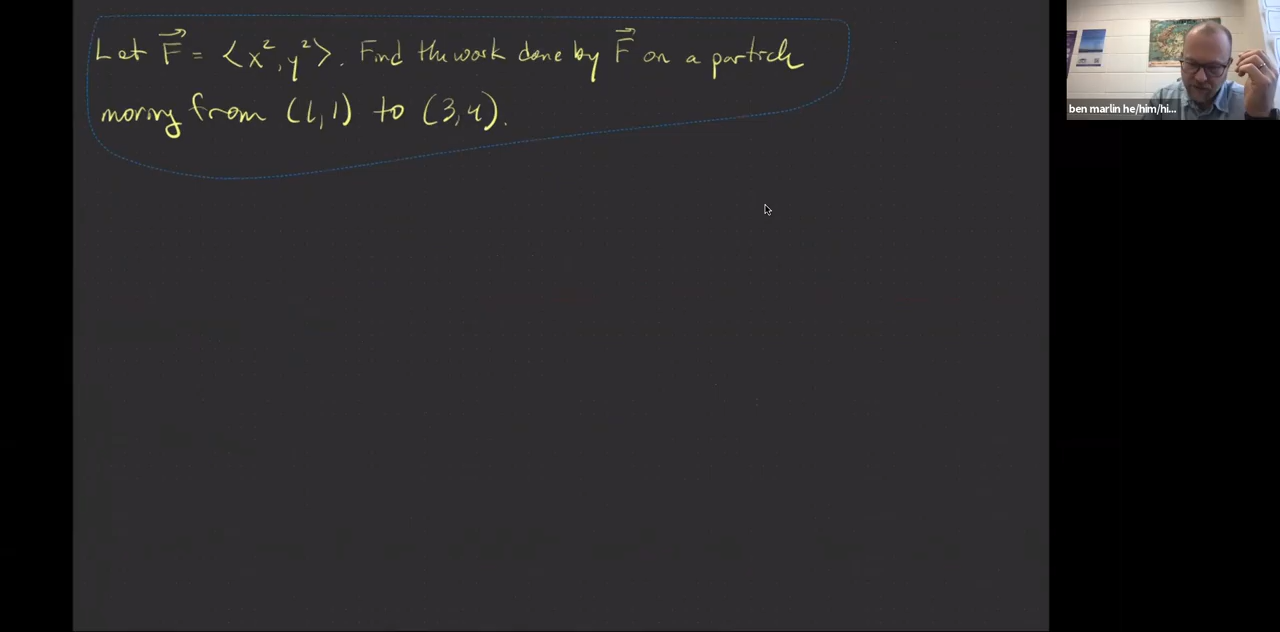 Let F⃗ = ⟨x², y²⟩. Find the work done by F⃗ on a particle
moving from (1,1) to (3,4).
ben marlin he/him/hi...